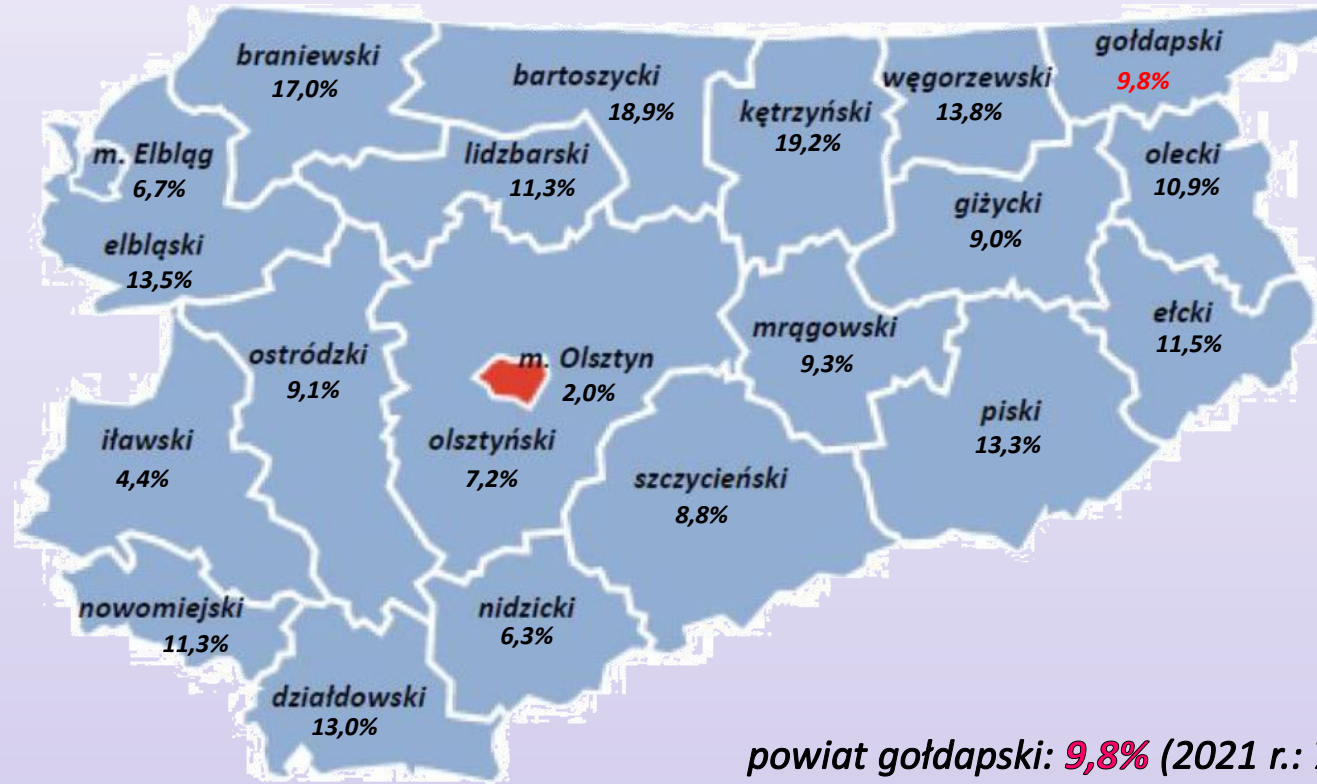 braniewski
17,0%
bartoszycki
18,9%
kętrzyński
19,2%
węgorzewski
13,8%
gołdapski
9,8%
m. Elbląg
6,7%
lidzbarski
11,3%
olecki
10,9%
elbląski
13,5%
giżycki
9,0%
ostródzki
9,1%
m. Olsztyn
2,0%
mrągowski
9,3%
ełcki
11,5%
iławski
4,4%
olsztyński
7,2%
szczycieński
8,8%
piski
13,3%
nowomiejski
11,3%
nidzicki
6,3%
działdowski
13,0%
powiat gołdapski: 9,8% (2021 r.: